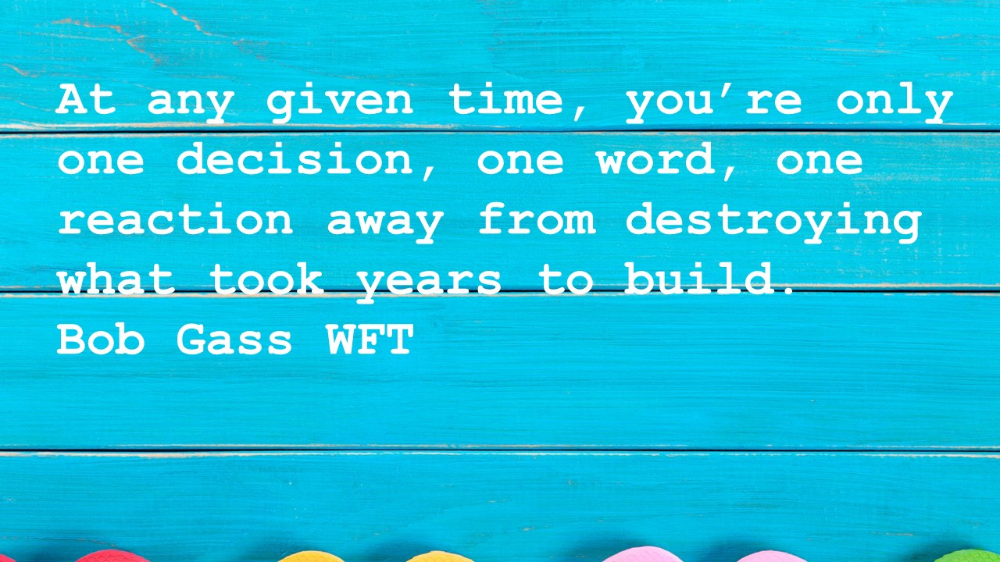 At any given time, you’re only
one decision, one word, one
reaction away from destroying
what took years to build.
Bob Gass WFT